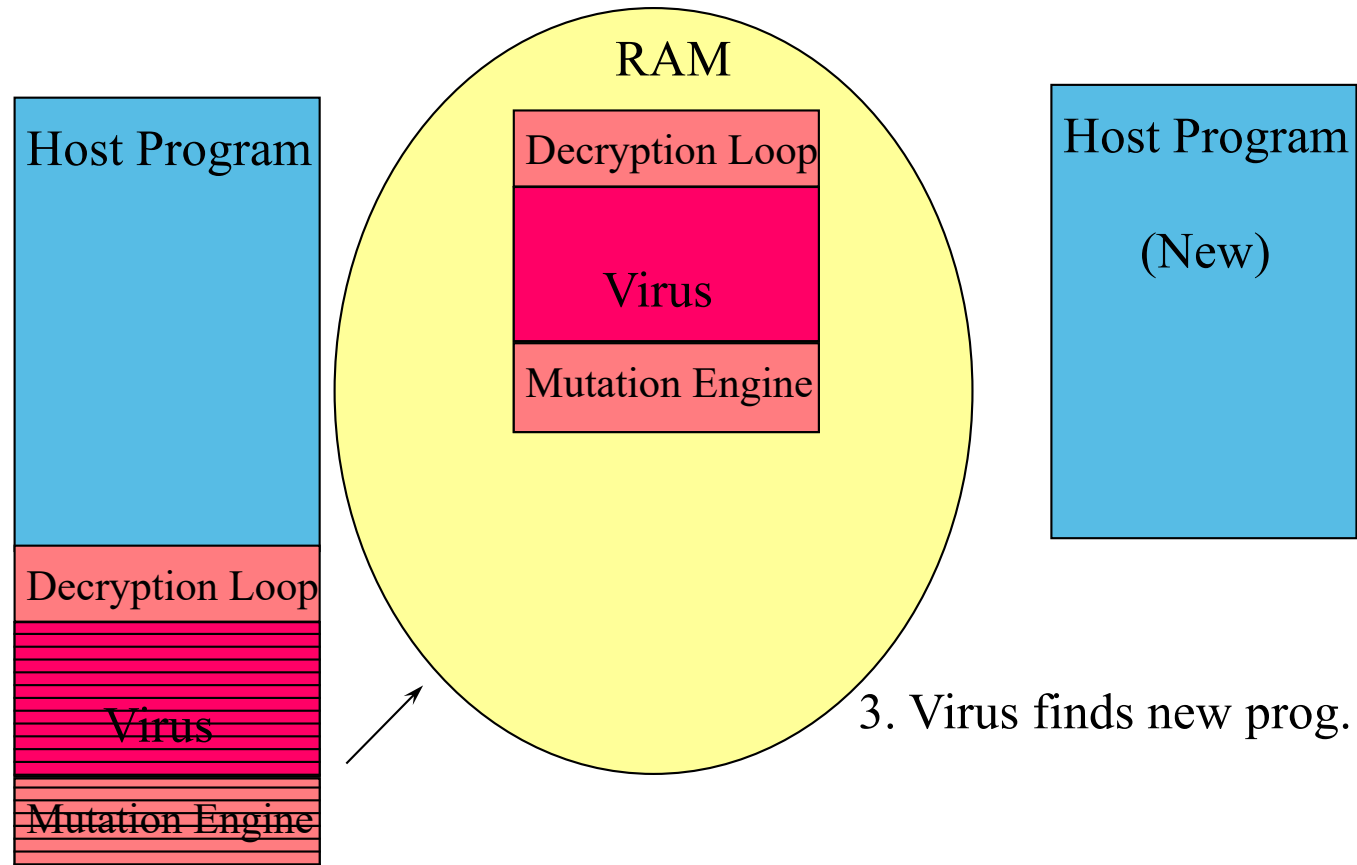 Host Program
Decryption Loop
Virus
Mutation Engine
RAM
Decryption Loop
Virus
Mutation Engine
Host Program
(New)
3. Virus finds new prog.